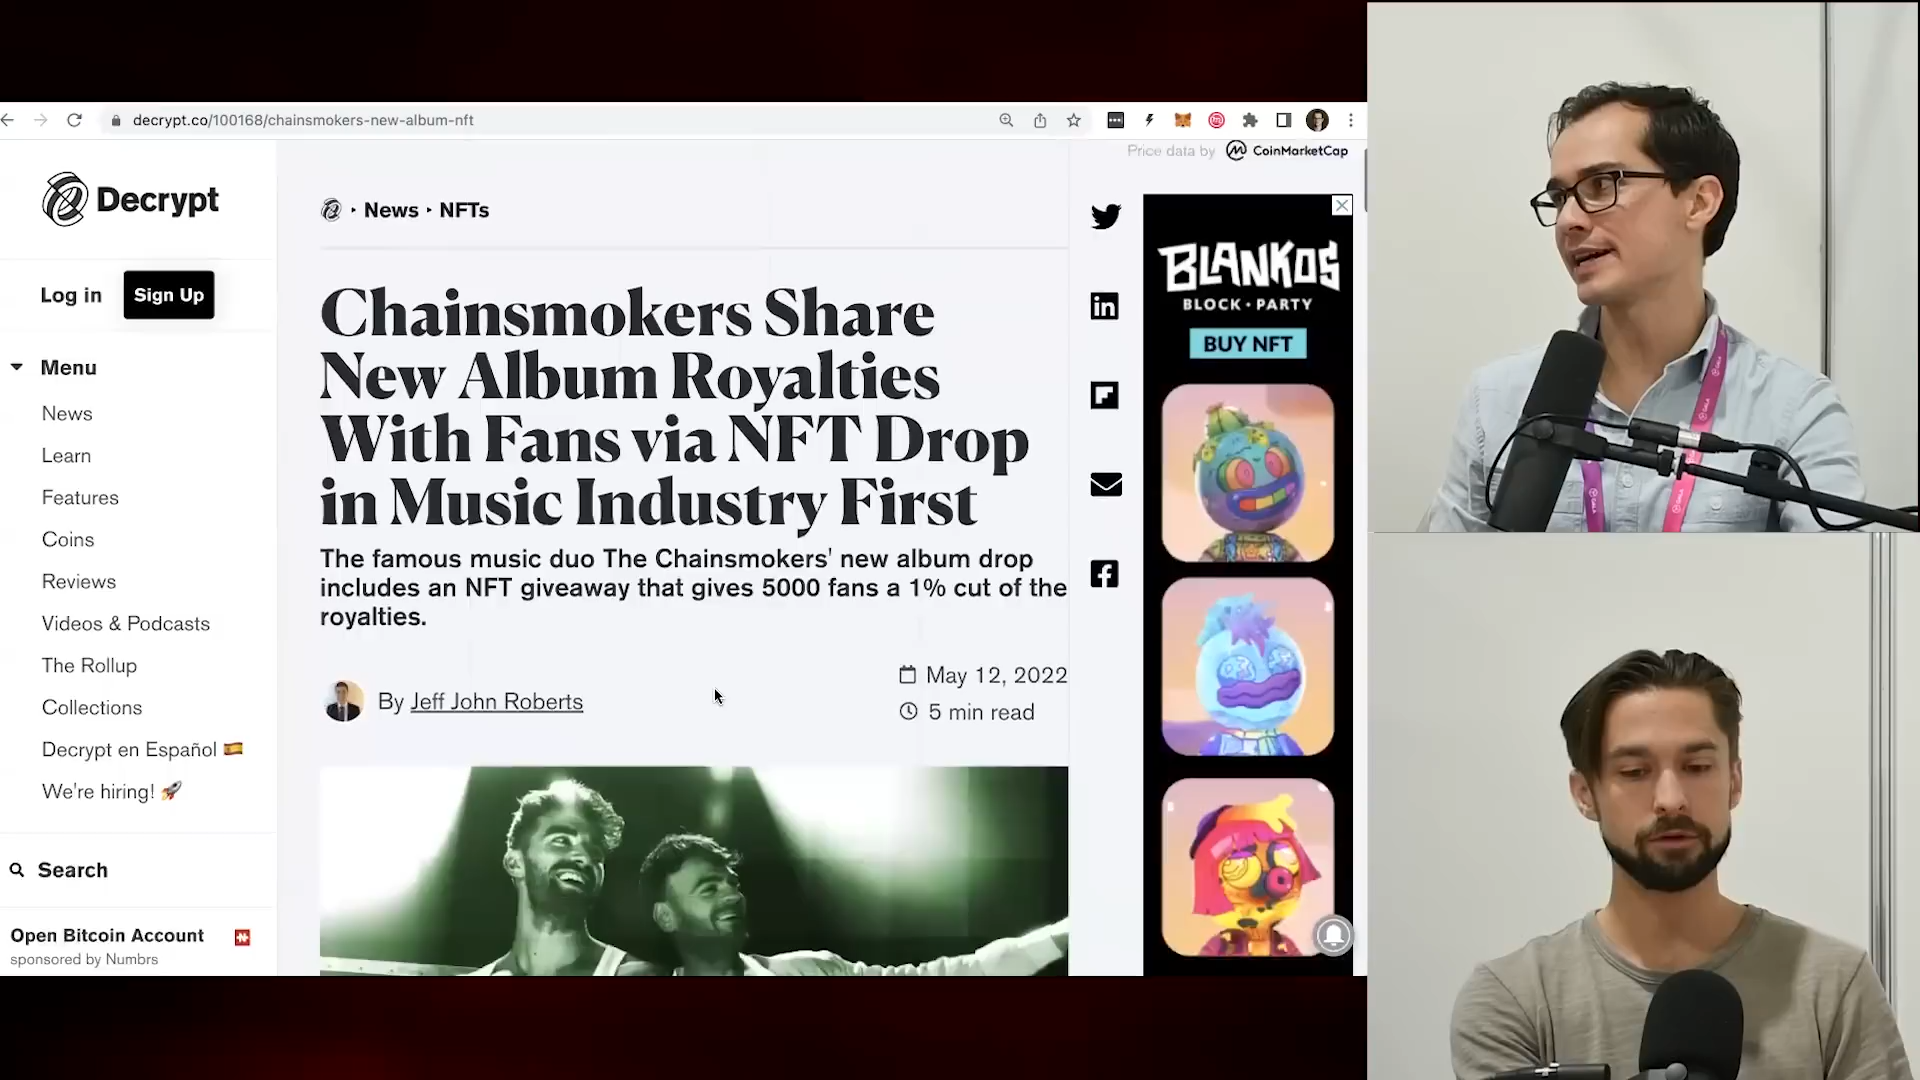 decrypt.co/100168/chainsmokers-new-album-nft
Price data by CoinMarketCap
Decrypt
Log in
Sign Up
Menu
News
Learn
Features
Coins
Reviews
Videos & Podcasts
The Rollup
Collections
Decrypt en Español
We're hiring!
Search
Open Bitcoin Account
sponsored by Numbrs
News
NFTs
Chainsmokers Share
New Album Royalties
With Fans via NFT Drop
in Music Industry First
The famous music duo The Chainsmokers' new album drop
includes an NFT giveaway that gives 5000 fans a 1% cut of the
royalties.
By Jeff John Roberts
May 12, 2022
5 min read
BLANKOS
BLOCK • PARTY
BUY NFT